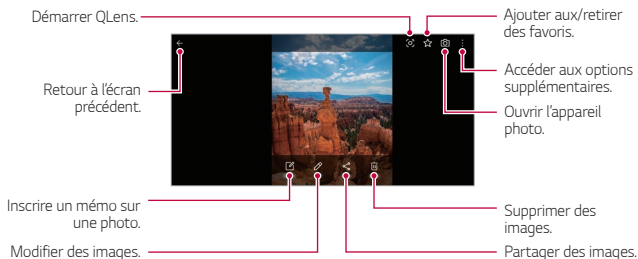 Démarrer QLens.
Retour à l'écran
précédent.
Inscrire un mémo sur
une photo.
Modifier des images.
Ajouter aux/retirer
des favoris.
Accéder aux options
supplémentaires.
Ouvrir l'appareil
photo.
Supprimer des
images.
Partager des images.